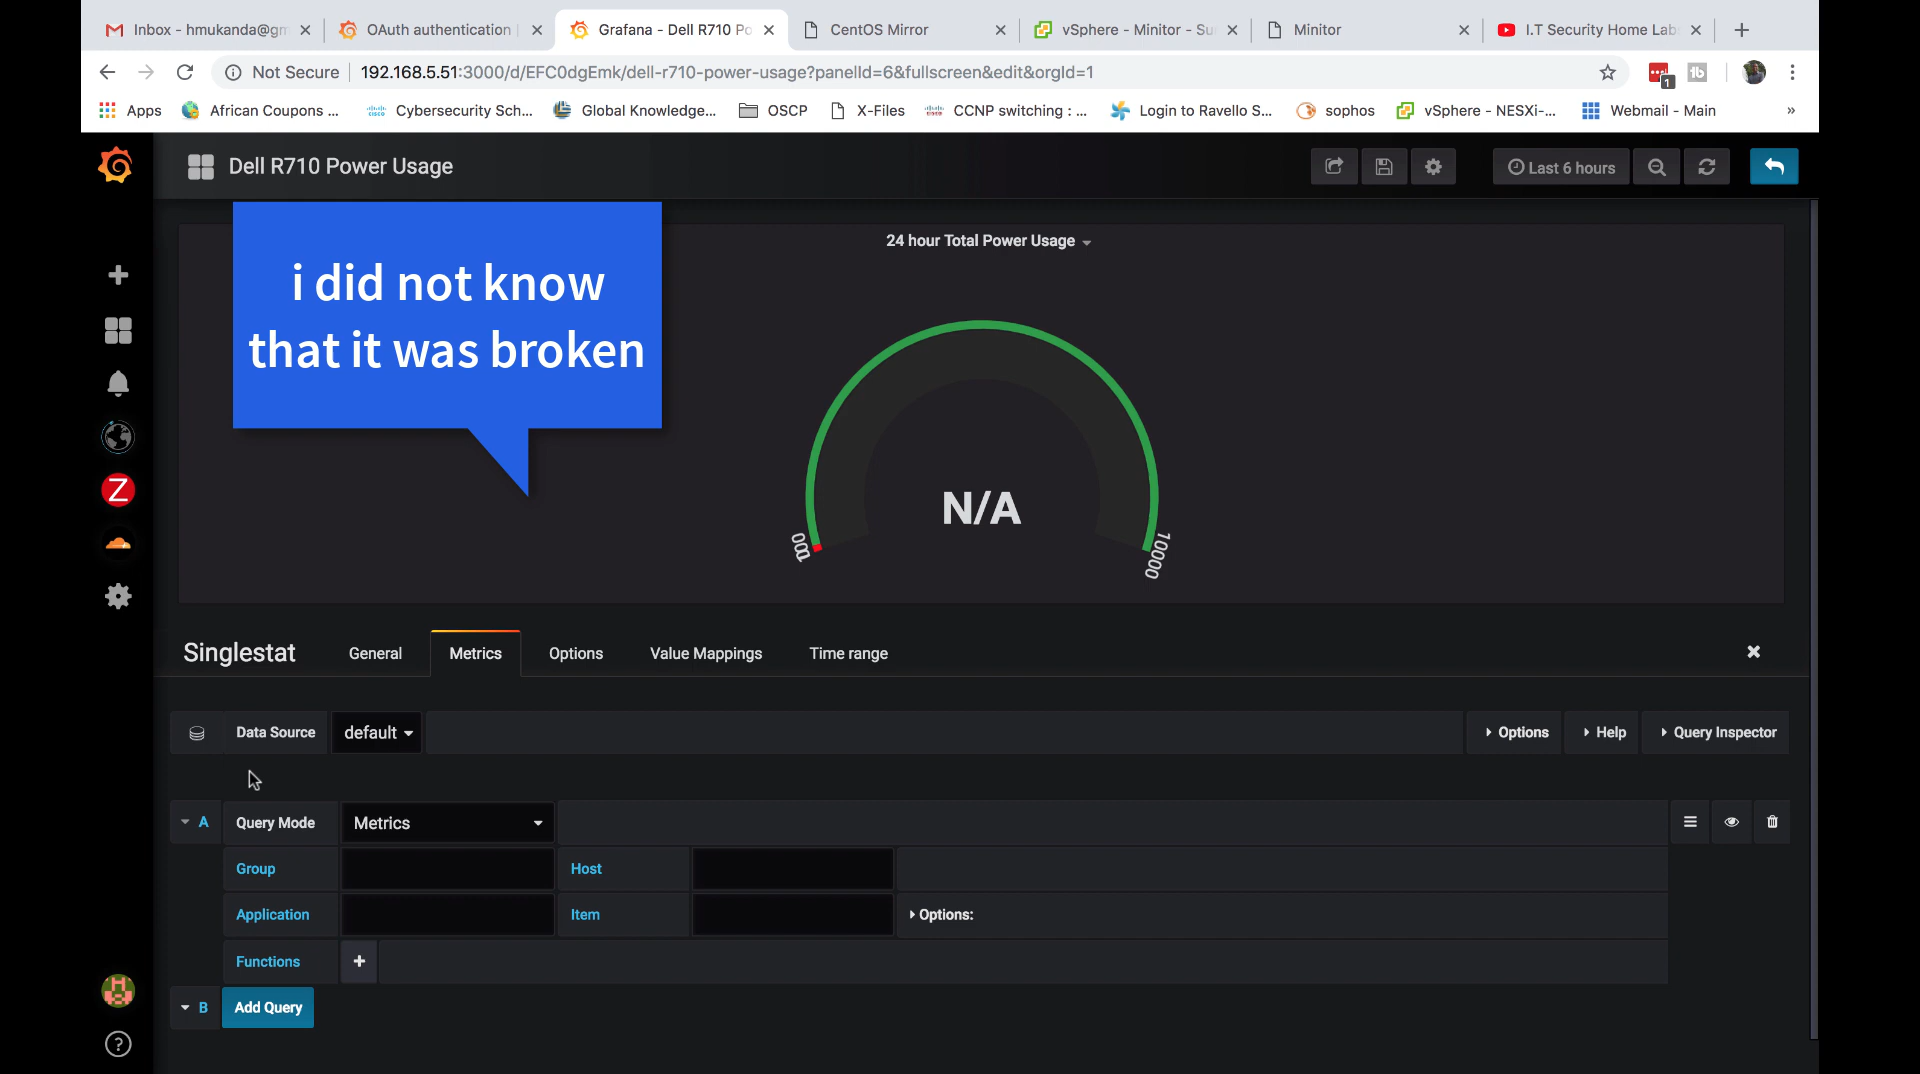 Inbox - hmukanda@gm
OAuth authentication
Grafana - Dell R710 Po
CentOS Mirror
vSphere - Minitor - Su
Minitor
I.T Security Home Lab
Not Secure
192.168.5.51:3000/d/EFC0dgEmk/dell-r710-power-usage?panelId=6&fullscreen&edit&orgId=1
1
Apps
African Coupons ...
Cybersecurity Sch...
Global Knowledge...
OSCP
X-Files
CCNP switching : ...
Login to Ravello S...
sophos
vSphere - NESXi-...
Webmail - Main
»
Dell R710 Power Usage
Last 6 hours
i did not know
that it was broken
24 hour Total Power Usage
N/A
10000
Z
Singlestat
General
Metrics
Options
Value Mappings
Time range
Data Source
default
Options
Help
Query Inspector
A
Query Mode
Metrics
Group
Host
Application
Item
Options:
Functions
+
B
Add Query